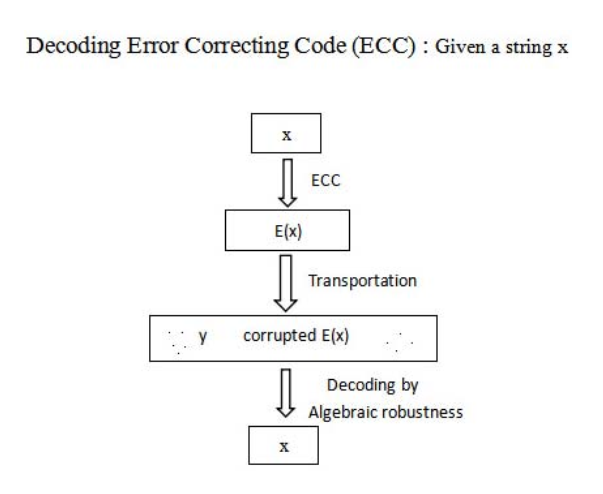 Decoding Error Correcting Code (ECC) : Given a string x
x
ECC
E(x)
Transportation
y corrupted E(x)
Decoding by
Algebraic robustness
x